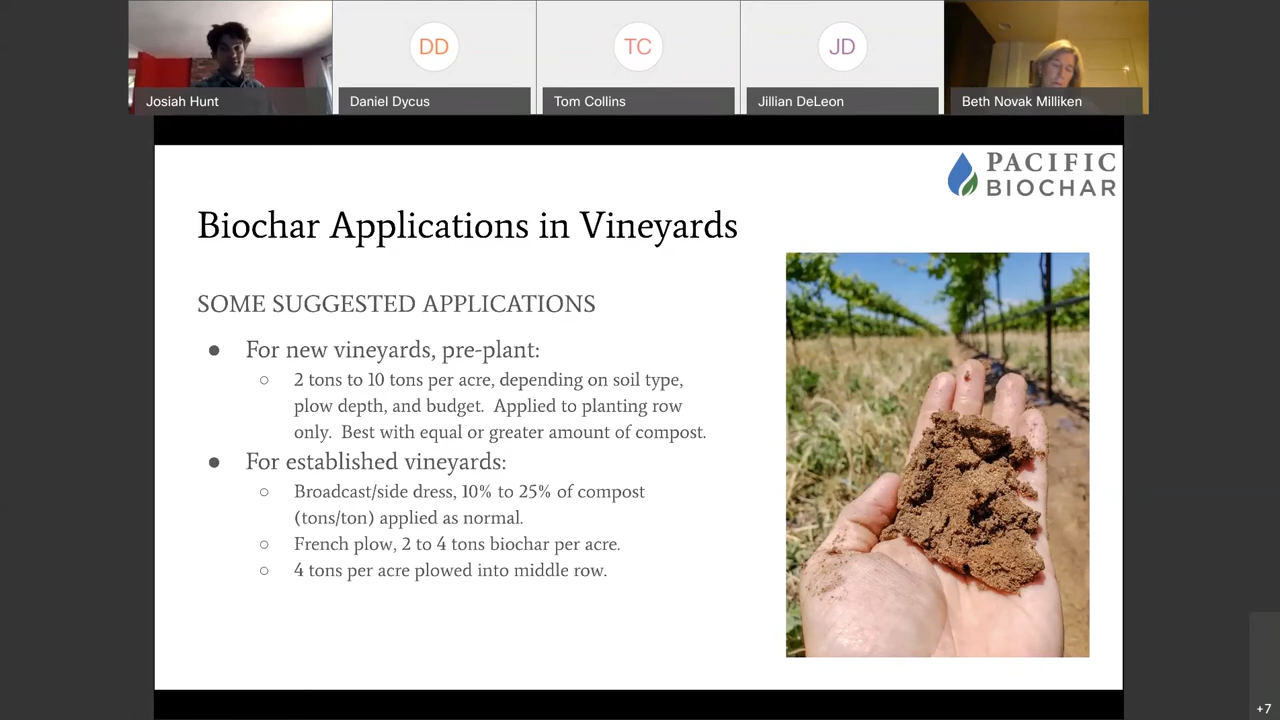 DD
TC
JD
Josiah Hunt
Daniel Dycus
Tom Collins
Jillian DeLeon
Beth Novak Milliken
PACIFIC
BIOCHAR
Biochar Applications in Vineyards
SOME SUGGESTED APPLICATIONS
● For new vineyards, pre-plant:
○ 2 tons to 10 tons per acre, depending on soil type,
plow depth, and budget. Applied to planting row
only. Best with equal or greater amount of compost.
● For established vineyards:
○ Broadcast/side dress, 10% to 25% of compost
(tons/ton) applied as normal.
○ French plow, 2 to 4 tons biochar per acre.
○ 4 tons per acre plowed into middle row.
+7